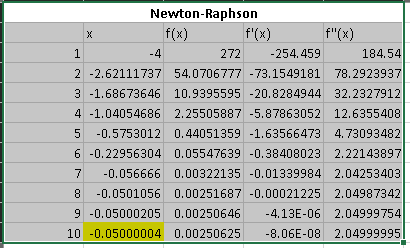 Newton-Raphson
x f(x) f'(x) f''(x)
1 -4 272 -254.459 184.54
2 -2.62111737 54.0706777 -73.1549181 78.2923937
3 -1.68673646 10.9395595 -20.8284944 32.2327912
4 -1.04054686 2.25505887 -5.87863052 12.6355408
5 -0.5753012 0.44051359 -1.63566473 4.73093482
6 -0.22956304 0.05547639 -0.38408023 2.22143897
7 -0.056666 0.00322135 -0.01339984 2.04253403
8 -0.0501056 0.00251687 -0.00021225 2.04987342
9 -0.05000205 0.00250646 -4.13E-06 2.04999754
10 -0.05000004 0.00250625 -8.06E-08 2.04999995